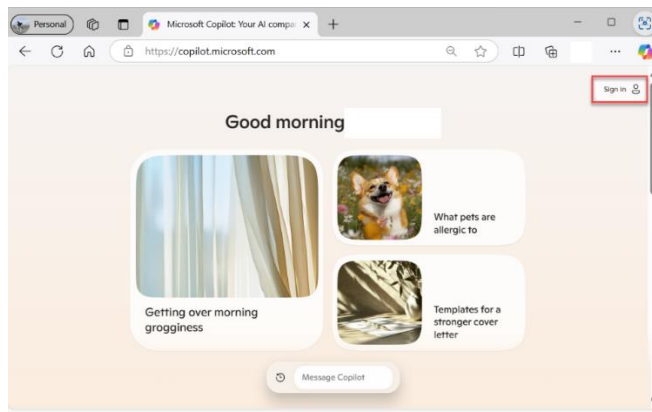 Personal
Microsoft Copilot: Your AI compa
https://copilot.microsoft.com
Sign in
Good morning
Getting over morning
grogginess
What pets are
allergic to
Templates for a
stronger cover
letter
Message Copilot